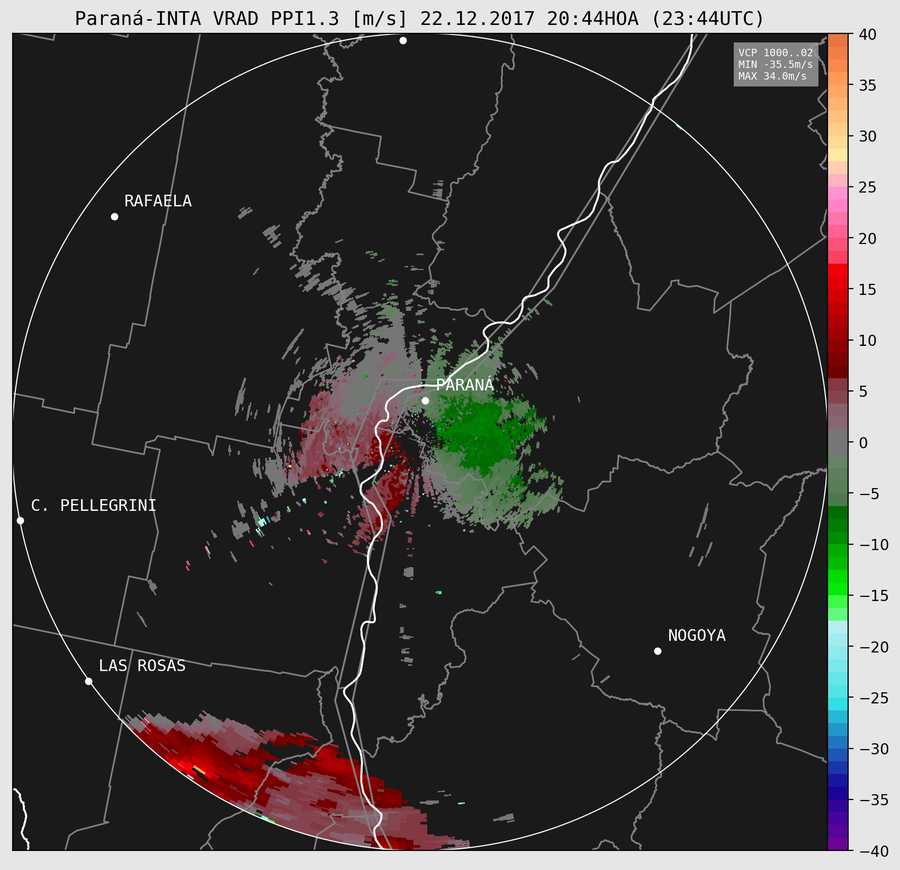 Paraná-INTA VRAD PPI1.3 [m/s] 22.12.2017 20:44HOA (23:44UTC)
VCP 1000..02
MIN -35.5m/s
MAX 34.0m/s
40
35
30
25
20
15
10
5
0
−5
−10
−15
−20
−25
−30
−35
−40
RAFAELA
PARANÁ
C. PELLEGRINI
NOGOYA
LAS ROSAS